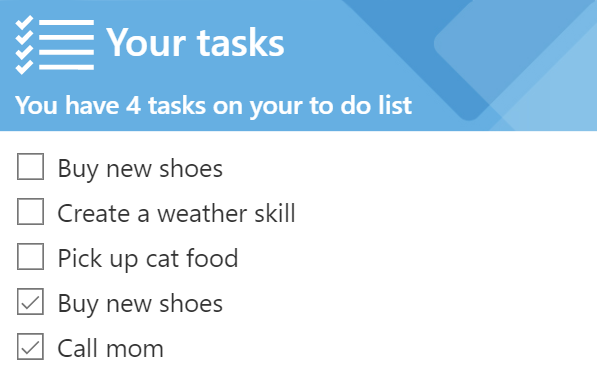 Your tasks
You have 4 tasks on your to do list
Buy new shoes
Create a weather skill
Pick up cat food
Buy new shoes
Call mom